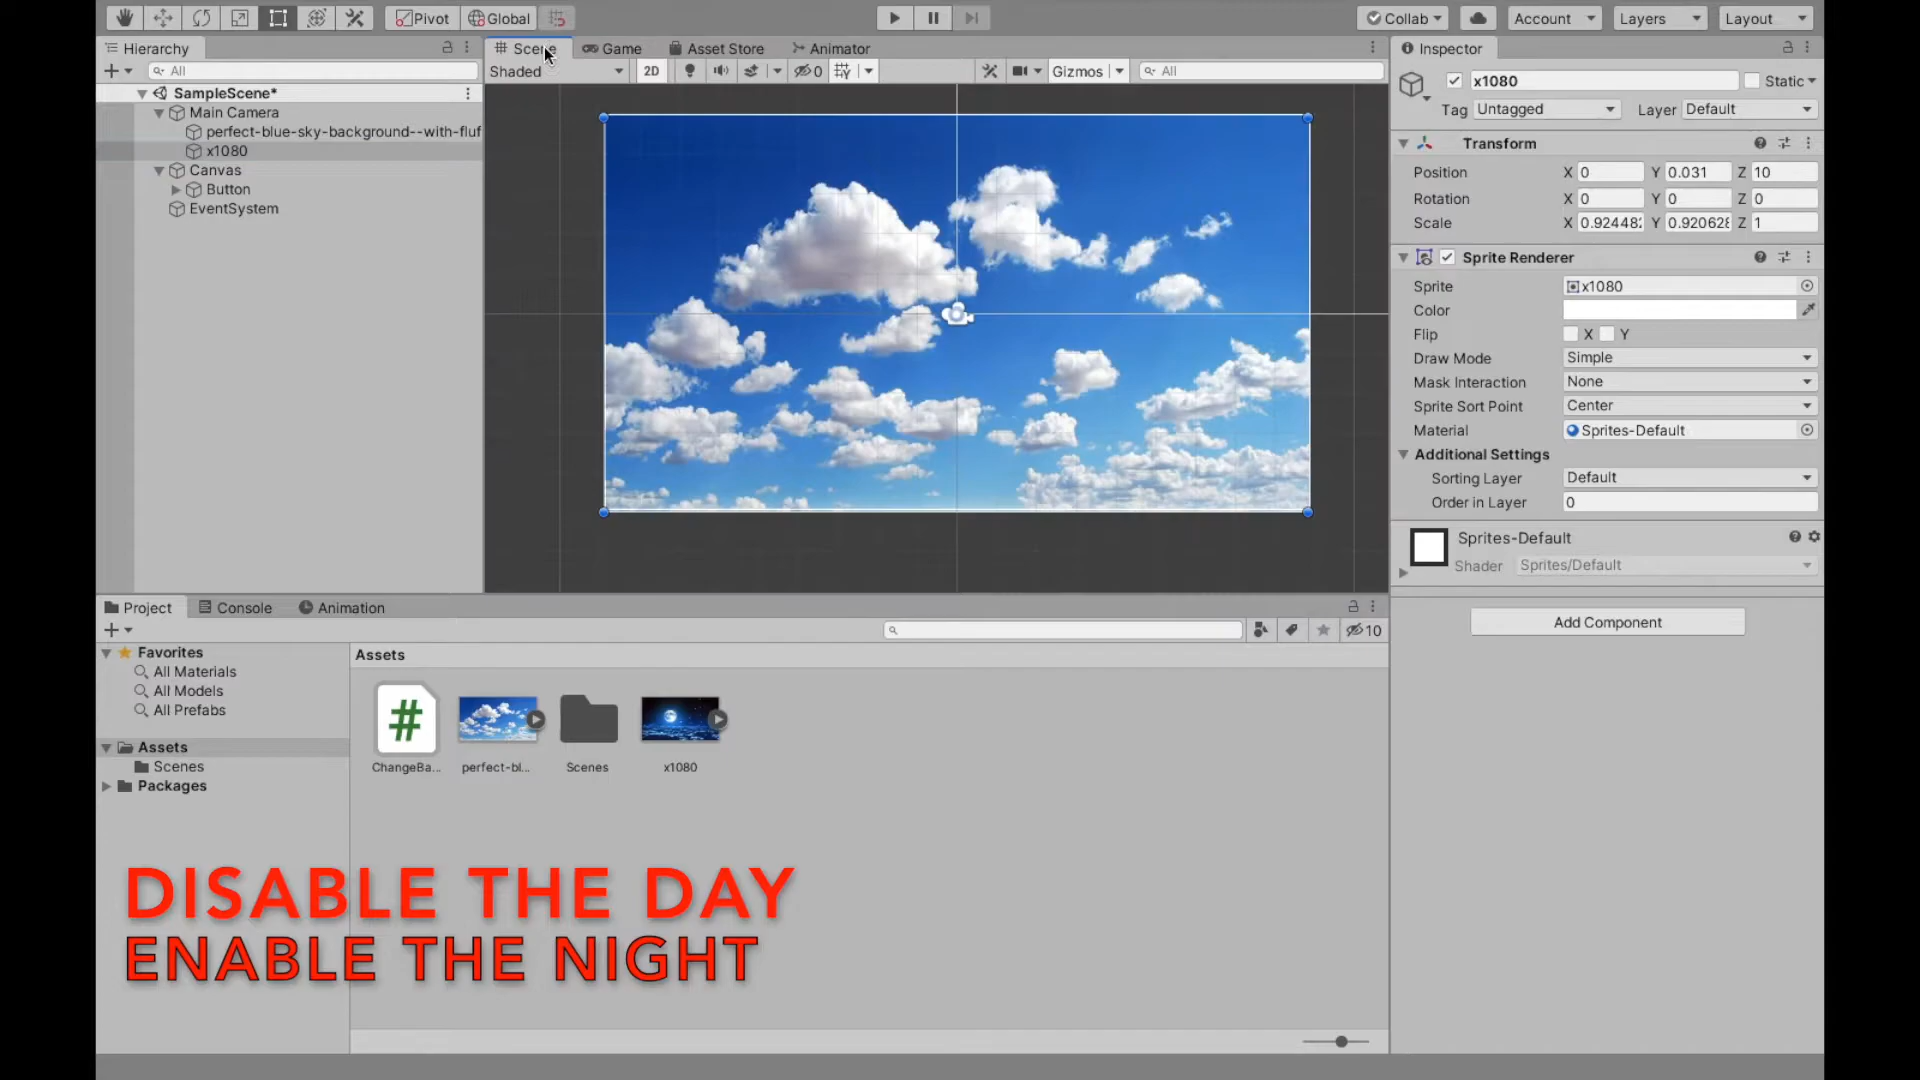 Pivot Global Collab Account Layers Layout
Hierarchy Scene Game Asset Store Animator Inspector
All Shaded 2D 0 Gizmos All
x1080 Static
Tag Untagged Layer Default
SampleScene*
Main Camera
perfect-blue-sky-background--with-fluf
x1080
Canvas
Button
EventSystem
Transform
Position X 0 Y 0.031 Z 10
Rotation X 0 Y 0 Z 0
Scale X 0.92448 Y 0.920628 Z 1
Sprite Renderer
Sprite x1080
Color
Flip X Y
Draw Mode Simple
Mask Interaction None
Sprite Sort Point Center
Material Sprites-Default
Additional Settings
Sorting Layer Default
Order in Layer 0
Sprites-Default
Shader Sprites/Default
Add Component
Project Console Animation
10
Favorites
All Materials
All Models
All Prefabs
Assets
Scenes
Packages
Assets
ChangeBa... perfect-bl... Scenes x1080
DISABLE THE DAY
ENABLE THE NIGHT